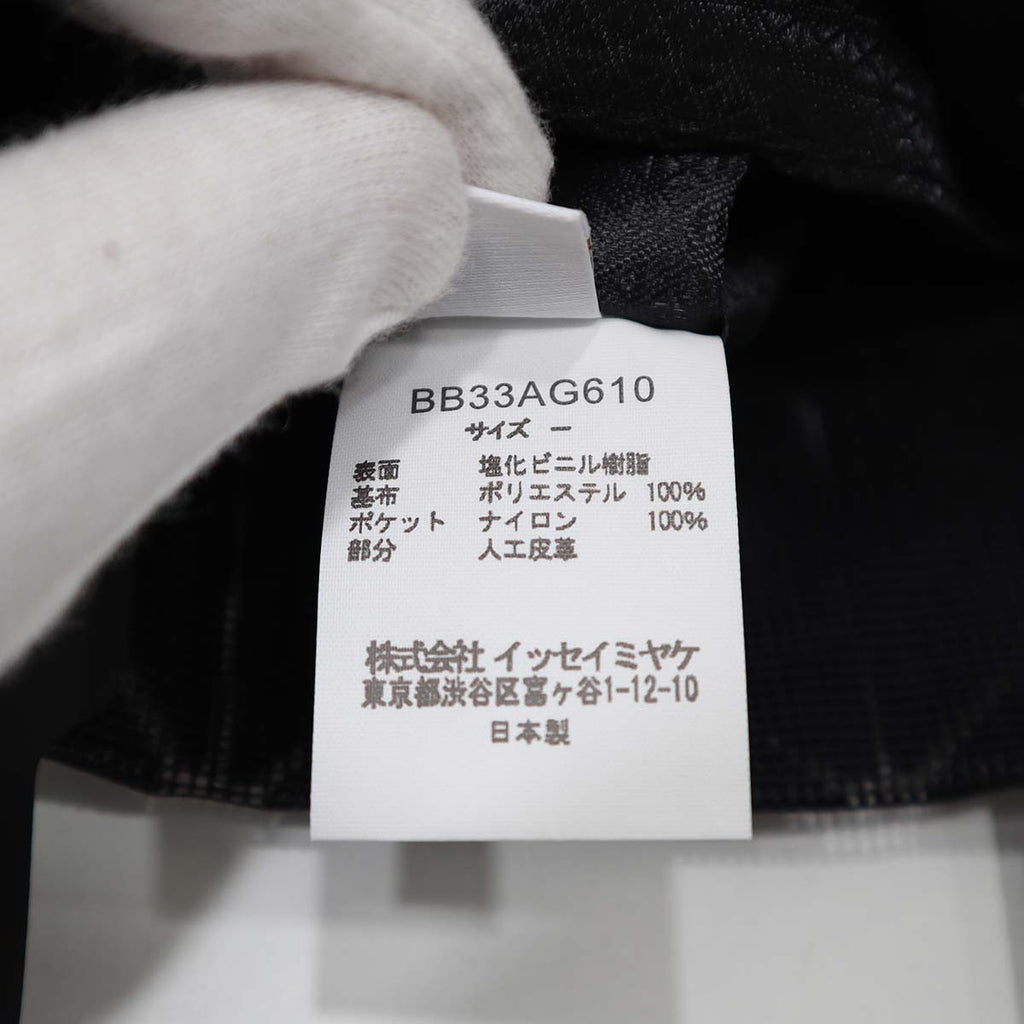 BB33AG610
サイズ ー
表面 塩化ビニル樹脂
基布 ポリエステル 100%
ポケット ナイロン 100%
部分 人工皮革
株式会社 イッセイミヤケ
東京都渋谷区富ヶ谷1-12-10
日本製